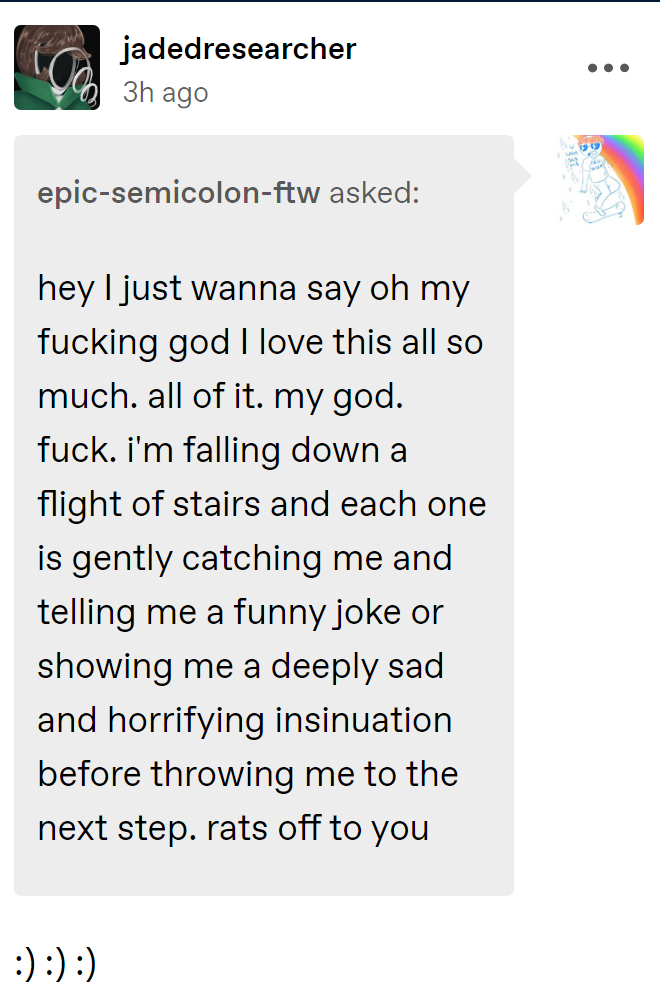 jadedresearcher
3h ago
epic-semicolon-ftw asked:
hey I just wanna say oh my
fucking god I love this all so
much. all of it. my god.
fuck. i'm falling down a
flight of stairs and each one
is gently catching me and
telling me a funny joke or
showing me a deeply sad
and horrifying insinuation
before throwing me to the
next step. rats off to you
:) :) :)